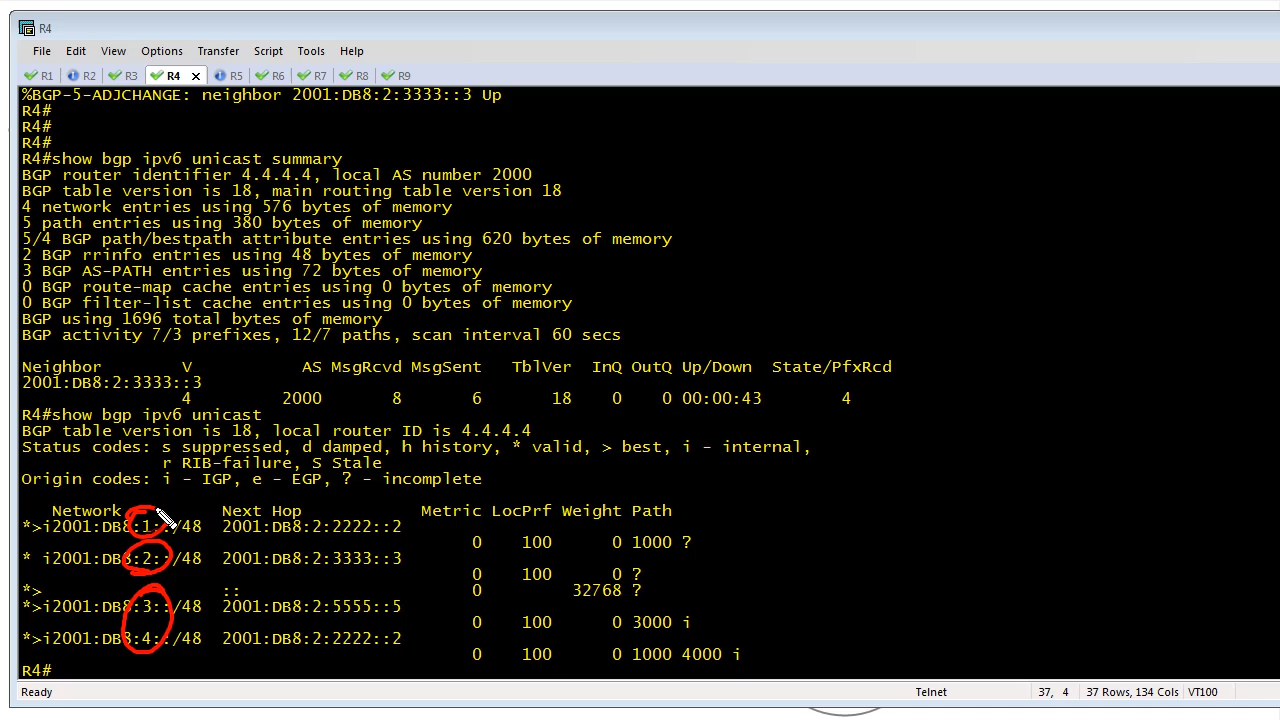 R4
File Edit View Options Transfer Script Tools Help
R1 R2 R3 R4 x R5 R6 R7 R8 R9
%BGP-5-ADJCHANGE: neighbor 2001:DB8:2:3333::3 Up
R4#
R4#
R4#
R4#show bgp ipv6 unicast summary
BGP router identifier 4.4.4.4, local AS number 2000
BGP table version is 18, main routing table version 18
4 network entries using 576 bytes of memory
5 path entries using 380 bytes of memory
5/4 BGP path/bestpath attribute entries using 620 bytes of memory
2 BGP rrinfo entries using 48 bytes of memory
3 BGP AS-PATH entries using 72 bytes of memory
0 BGP route-map cache entries using 0 bytes of memory
0 BGP filter-list cache entries using 0 bytes of memory
BGP using 1696 total bytes of memory
BGP activity 7/3 prefixes, 12/7 paths, scan interval 60 secs
Neighbor V AS MsgRcvd MsgSent TblVer InQ OutQ Up/Down State/PfxRcd
2001:DB8:2:3333::3
4 2000 8 6 18 0 0 00:00:43 4
R4#show bgp ipv6 unicast
BGP table version is 18, local router ID is 4.4.4.4
Status codes: s suppressed, d damped, h history, * valid, > best, i - internal,
r RIB-failure, S Stale
Origin codes: i - IGP, e - EGP, ? - incomplete
Network Next Hop Metric LocPrf Weight Path
*>i2001:DB8:1::/48 2001:DB8:2:2222::2
0 100 0 1000 ?
* i2001:DB8:2::/48 2001:DB8:2:3333::3
0 100 0 ?
*> :: 0 32768 ?
*>i2001:DB8:3::/48 2001:DB8:2:5555::5
0 100 0 3000 i
*>i2001:DB8:4::/48 2001:DB8:2:2222::2
0 100 0 1000 4000 i
R4#
Ready Telnet 37, 4 37 Rows, 134 Cols VT100